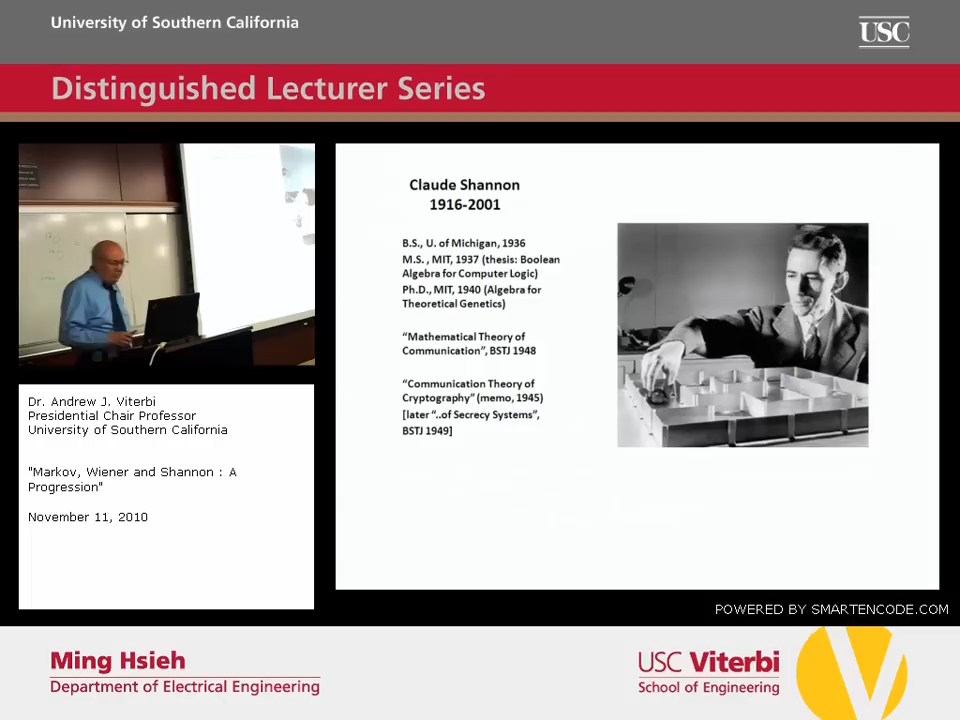 University of Southern California
USC
Distinguished Lecturer Series
Claude Shannon
1916-2001
B.S., U. of Michigan, 1936
M.S. , MIT, 1937 (thesis: Boolean
Algebra for Computer Logic)
Ph.D., MIT, 1940 (Algebra for
Theoretical Genetics)
“Mathematical Theory of
Communication”, BSTJ 1948
“Communication Theory of
Cryptography” (memo, 1945)
[later “..of Secrecy Systems”,
BSTJ 1949]
Dr. Andrew J. Viterbi
Presidential Chair Professor
University of Southern California
"Markov, Wiener and Shannon : A
Progression"
November 11, 2010
POWERED BY SMARTENCODE.COM
Ming Hsieh
Department of Electrical Engineering
USC Viterbi
School of Engineering